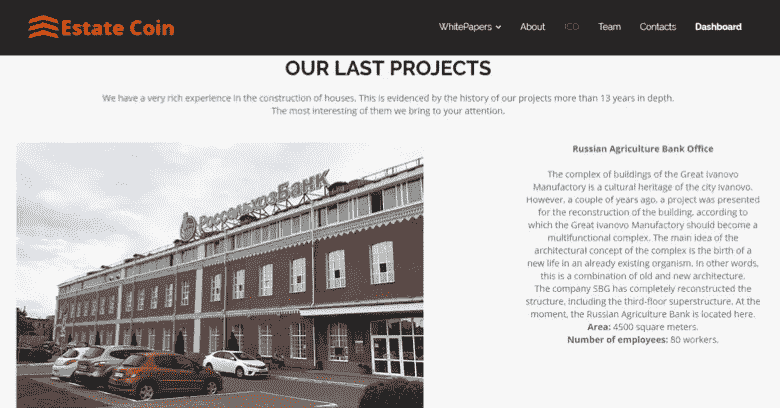 Estate Coin
WhitePapers About ICO Team Contacts Dashboard
OUR LAST PROJECTS
We have a very rich experience in the construction of houses. This is evidenced by the history of our projects more than 13 years in depth.
The most interesting of them we bring to your attention.
РоссельхозБанк
Russian Agriculture Bank Office
The complex of buildings of the Great Ivanovo
Manufactory is a cultural heritage of the city Ivanovo.
However, a couple of years ago, a project was presented
for the reconstruction of the building, according to
which the Great Ivanovo Manufactory should become a
multifunctional complex. The main idea of the
architectural concept of the complex is the birth of a
new life in an already existing organism. In other words,
this is a combination of old and new architecture.
The company SBG has completely reconstructed the
structure, including the third-floor superstructure. At the
moment, the Russian Agriculture Bank is located here.
Area: 4500 square meters.
Number of employees: 80 workers.